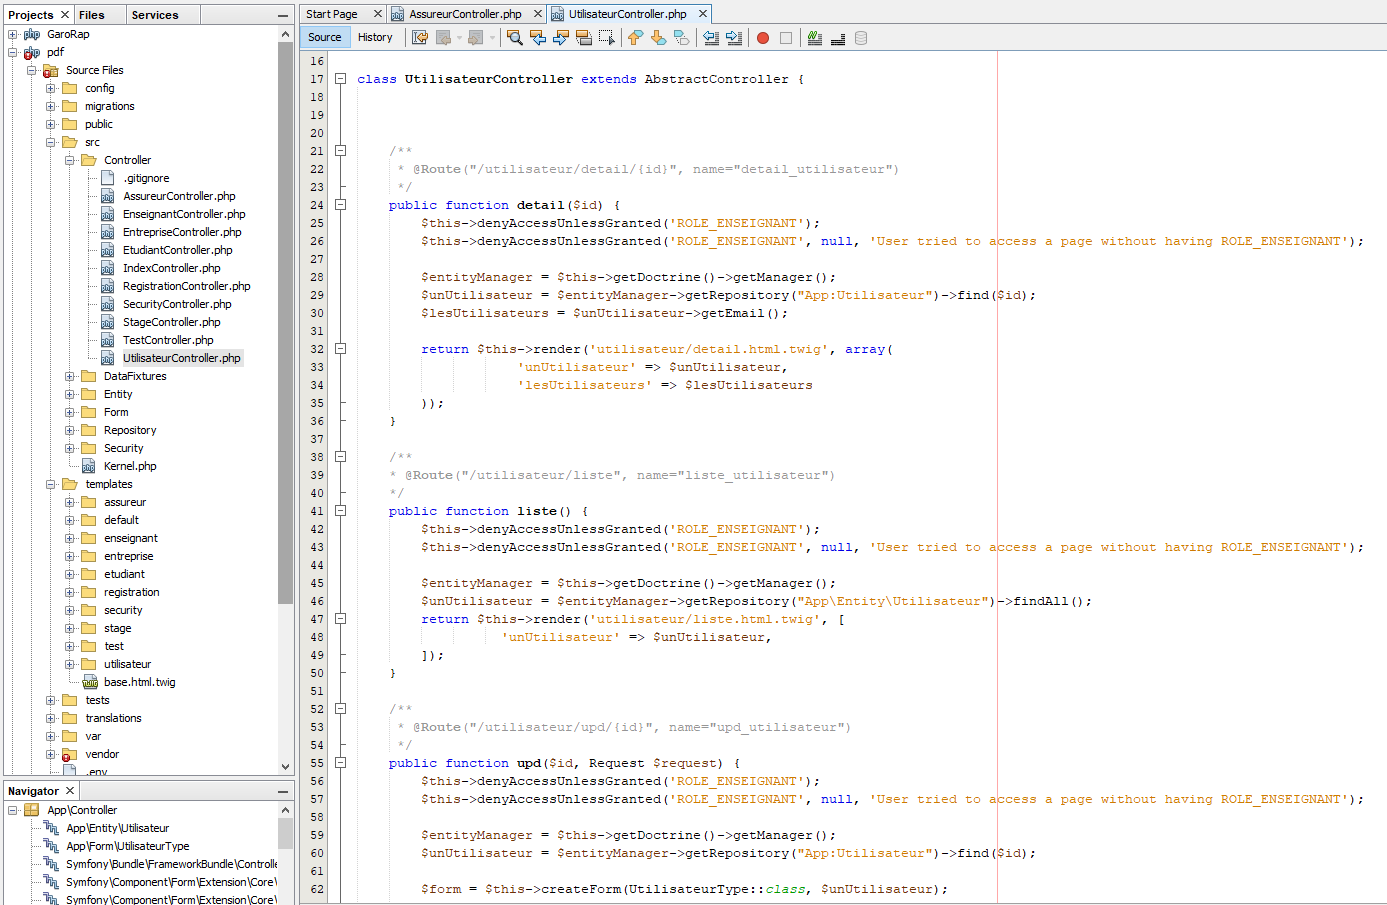 Projects Files Services
GaroRap
pdf
Source Files
config
migrations
public
src
Controller
.gitignore
AssureurController.php
EnseignantController.php
EntrepriseController.php
EtudiantController.php
IndexController.php
RegistrationController.php
SecurityController.php
StageController.php
TestController.php
UtilisateurController.php
DataFixtures
Entity
Form
Repository
Security
Kernel.php
templates
assureur
default
enseignant
entreprise
etudiant
registration
security
stage
test
utilisateur
base.html.twig
tests
translations
var
vendor
.env
Navigator
App\Controller
App\Entity\Utilisateur
App\Form\UtilisateurType
Symfony\Bundle\FrameworkBundle\Controlle
Symfony\Component\Form\Extension\Core\
Symfony\Component\Form\Extension\Core\
Start Page AssureurController.php UtilisateurController.php
Source History
16
17 class UtilisateurController extends AbstractController {
18
19
20
21 /**
22 * @Route("/utilisateur/detail/{id}", name="detail_utilisateur")
23 */
24 public function detail($id) {
25 $this->denyAccessUnlessGranted('ROLE_ENSEIGNANT');
26 $this->denyAccessUnlessGranted('ROLE_ENSEIGNANT', null, 'User tried to access a page without having ROLE_ENSEIGNANT');
27
28 $entityManager = $this->getDoctrine()->getManager();
29 $unUtilisateur = $entityManager->getRepository("App:Utilisateur")->find($id);
30 $lesUtilisateurs = $unUtilisateur->getEmail();
31
32 return $this->render('utilisateur/detail.html.twig', array(
33 'unUtilisateur' => $unUtilisateur,
34 'lesUtilisateurs' => $lesUtilisateurs
35 ));
36 }
37
38 /**
39 * @Route("/utilisateur/liste", name="liste_utilisateur")
40 */
41 public function liste() {
42 $this->denyAccessUnlessGranted('ROLE_ENSEIGNANT');
43 $this->denyAccessUnlessGranted('ROLE_ENSEIGNANT', null, 'User tried to access a page without having ROLE_ENSEIGNANT');
44
45 $entityManager = $this->getDoctrine()->getManager();
46 $unUtilisateur = $entityManager->getRepository("App\Entity\Utilisateur")->findAll();
47 return $this->render('utilisateur/liste.html.twig', [
48 'unUtilisateur' => $unUtilisateur,
49 ]);
50 }
51
52 /**
53 * @Route("/utilisateur/upd/{id}", name="upd_utilisateur")
54 */
55 public function upd($id, Request $request) {
56 $this->denyAccessUnlessGranted('ROLE_ENSEIGNANT');
57 $this->denyAccessUnlessGranted('ROLE_ENSEIGNANT', null, 'User tried to access a page without having ROLE_ENSEIGNANT');
58
59 $entityManager = $this->getDoctrine()->getManager();
60 $unUtilisateur = $entityManager->getRepository("App:Utilisateur")->find($id);
61
62 $form = $this->createForm(UtilisateurType::class, $unUtilisateur);